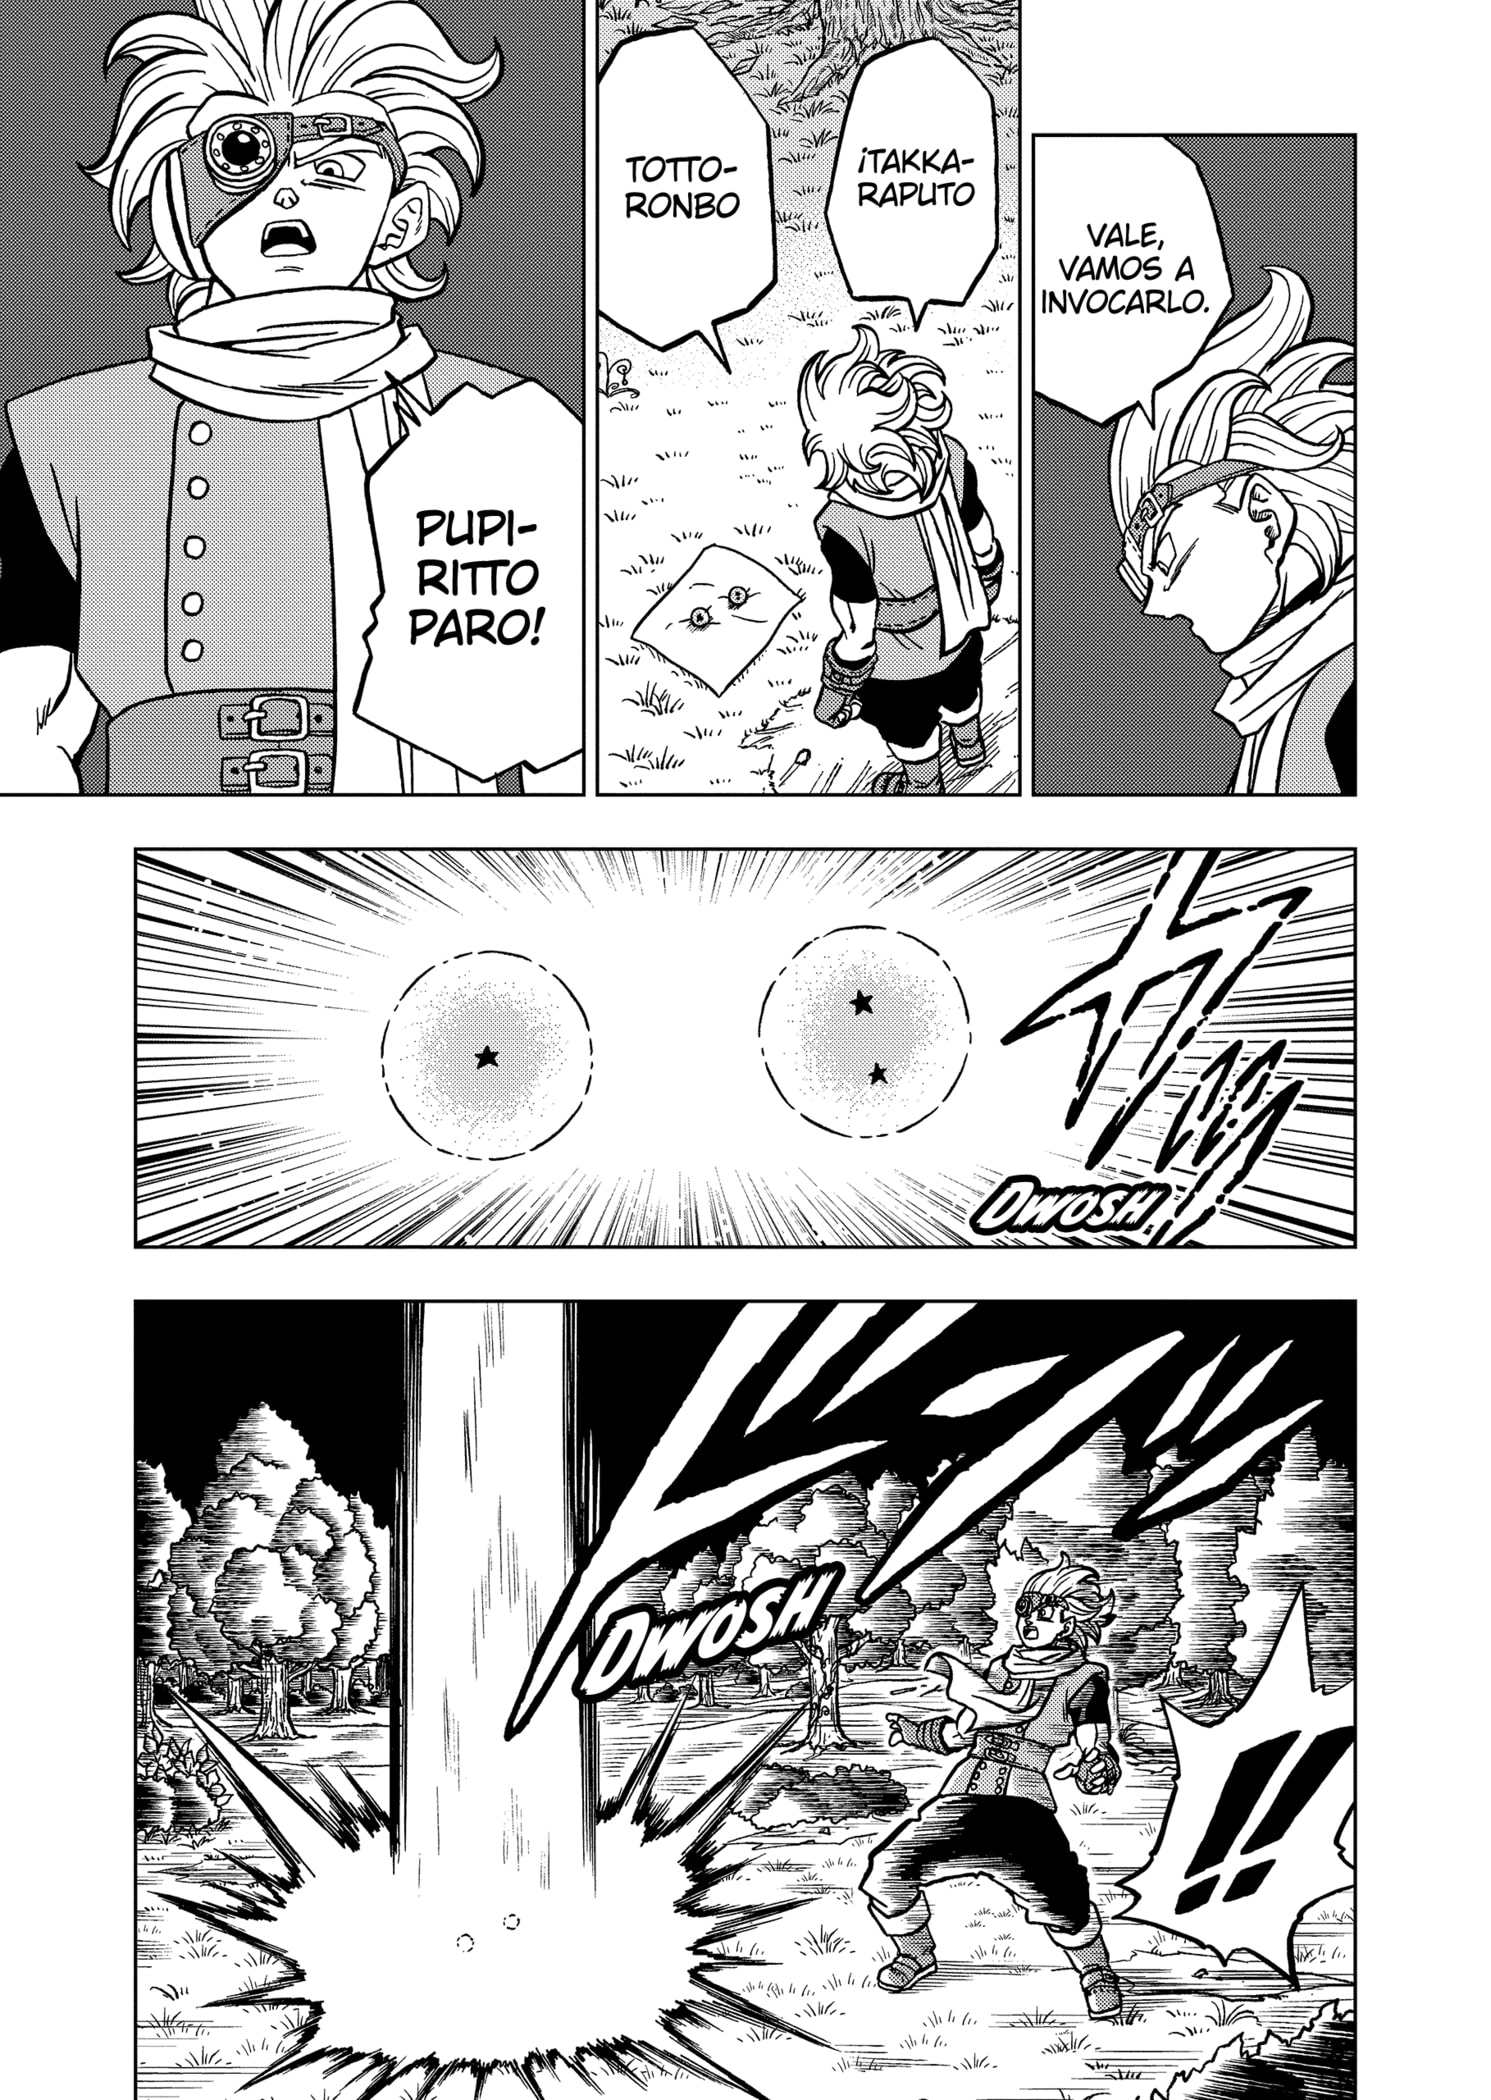 VALE,
VAMOS A
INVOCARLO.
¡TAKKA-
RAPUTO
TOTTO-
RONBO
PUPI-
RITTO
PARO!
DWOSH
DWOSH
!!